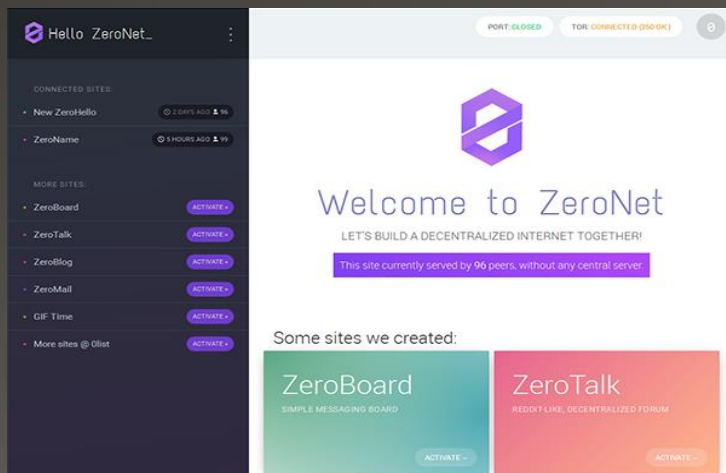 Hello ZeroNet_
PORT: CLOSED
TOR: CONNECTED (250 OK )
0
CONNECTED SITES:
New ZeroHello 2 DAYS AGO 96
ZeroName 5 HOURS AGO 99
MORE SITES:
ZeroBoard ACTIVATE
ZeroTalk ACTIVATE
ZeroBlog ACTIVATE
ZeroMail ACTIVATE
GIF Time ACTIVATE
More sites @ 0list ACTIVATE
Welcome to ZeroNet
LET'S BUILD A DECENTRALIZED INTERNET TOGETHER!
This site currently served by 96 peers, without any central server.
Some sites we created:
ZeroBoard
SIMPLE MESSAGING BOARD
ACTIVATE
ZeroTalk
REDDIT-LIKE, DECENTRALIZED FORUM
ACTIVATE